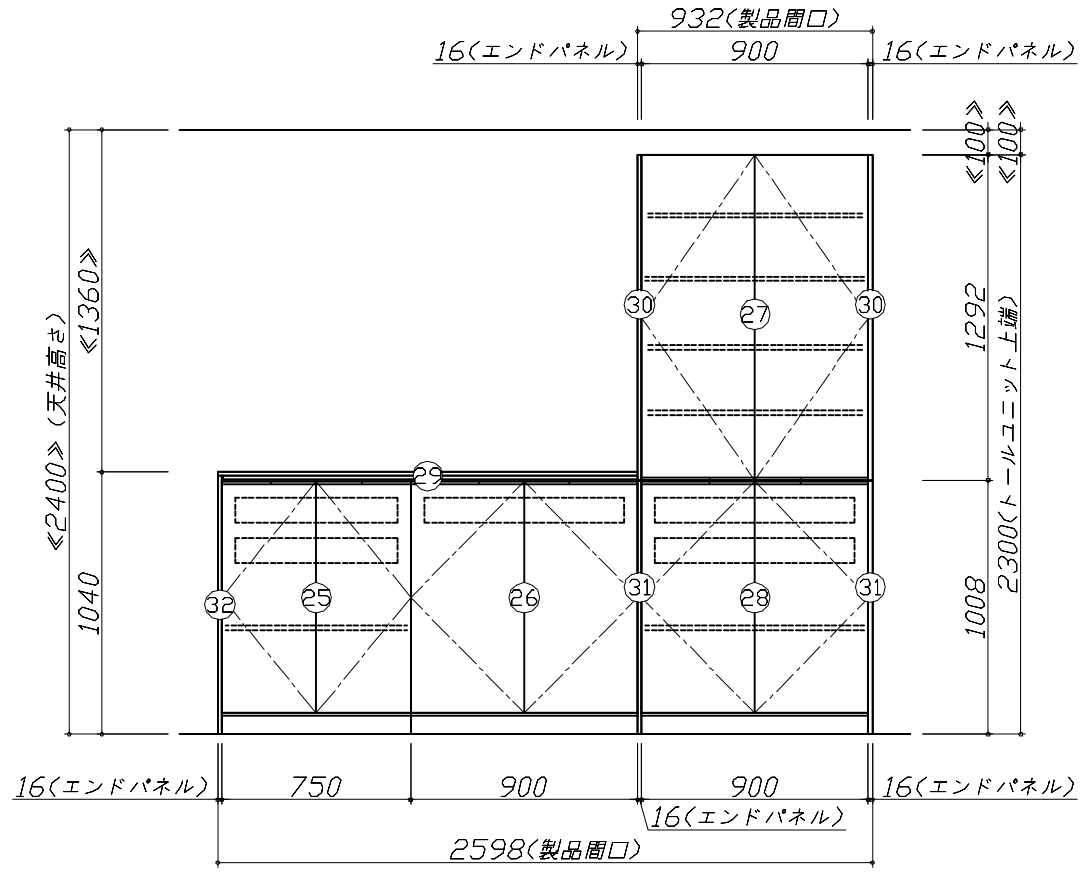 932(製品間口)
16(エンドパネル)
900
16(エンドパネル)
≪100≫
≪100≫
≪1360≫
≪2400≫(天井高さ)
1040
1292
2300(トールユニット上端)
1008
30
27
30
29
32
25
26
31
28
31
16(エンドパネル)
750
900
900
16(エンドパネル)
16(エンドパネル)
2598(製品間口)